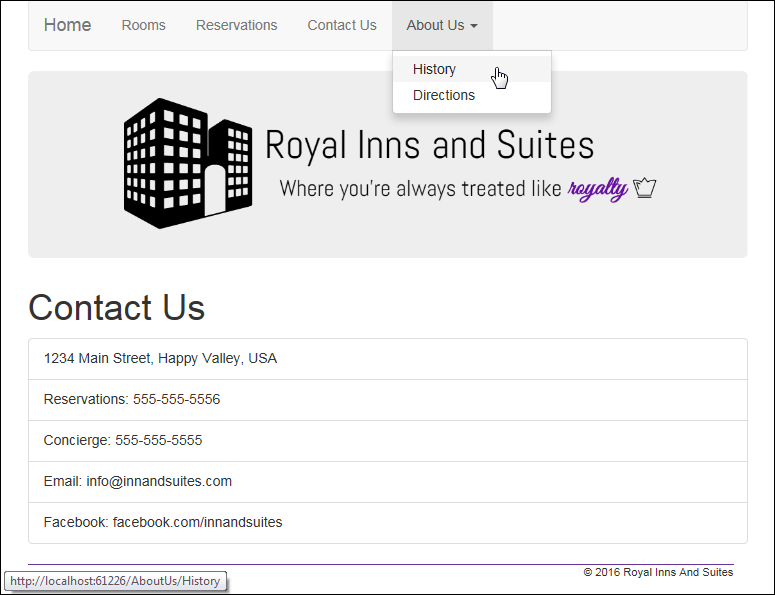 Home Rooms Reservations Contact Us About Us
History
Directions
Royal Inns and Suites
Where you're always treated like royalty
Contact Us
1234 Main Street, Happy Valley, USA
Reservations: 555-555-5556
Concierge: 555-555-5555
Email: info@innandsuites.com
Facebook: facebook.com/innandsuites
© 2016 Royal Inns And Suites
http://localhost:61226/AboutUs/History